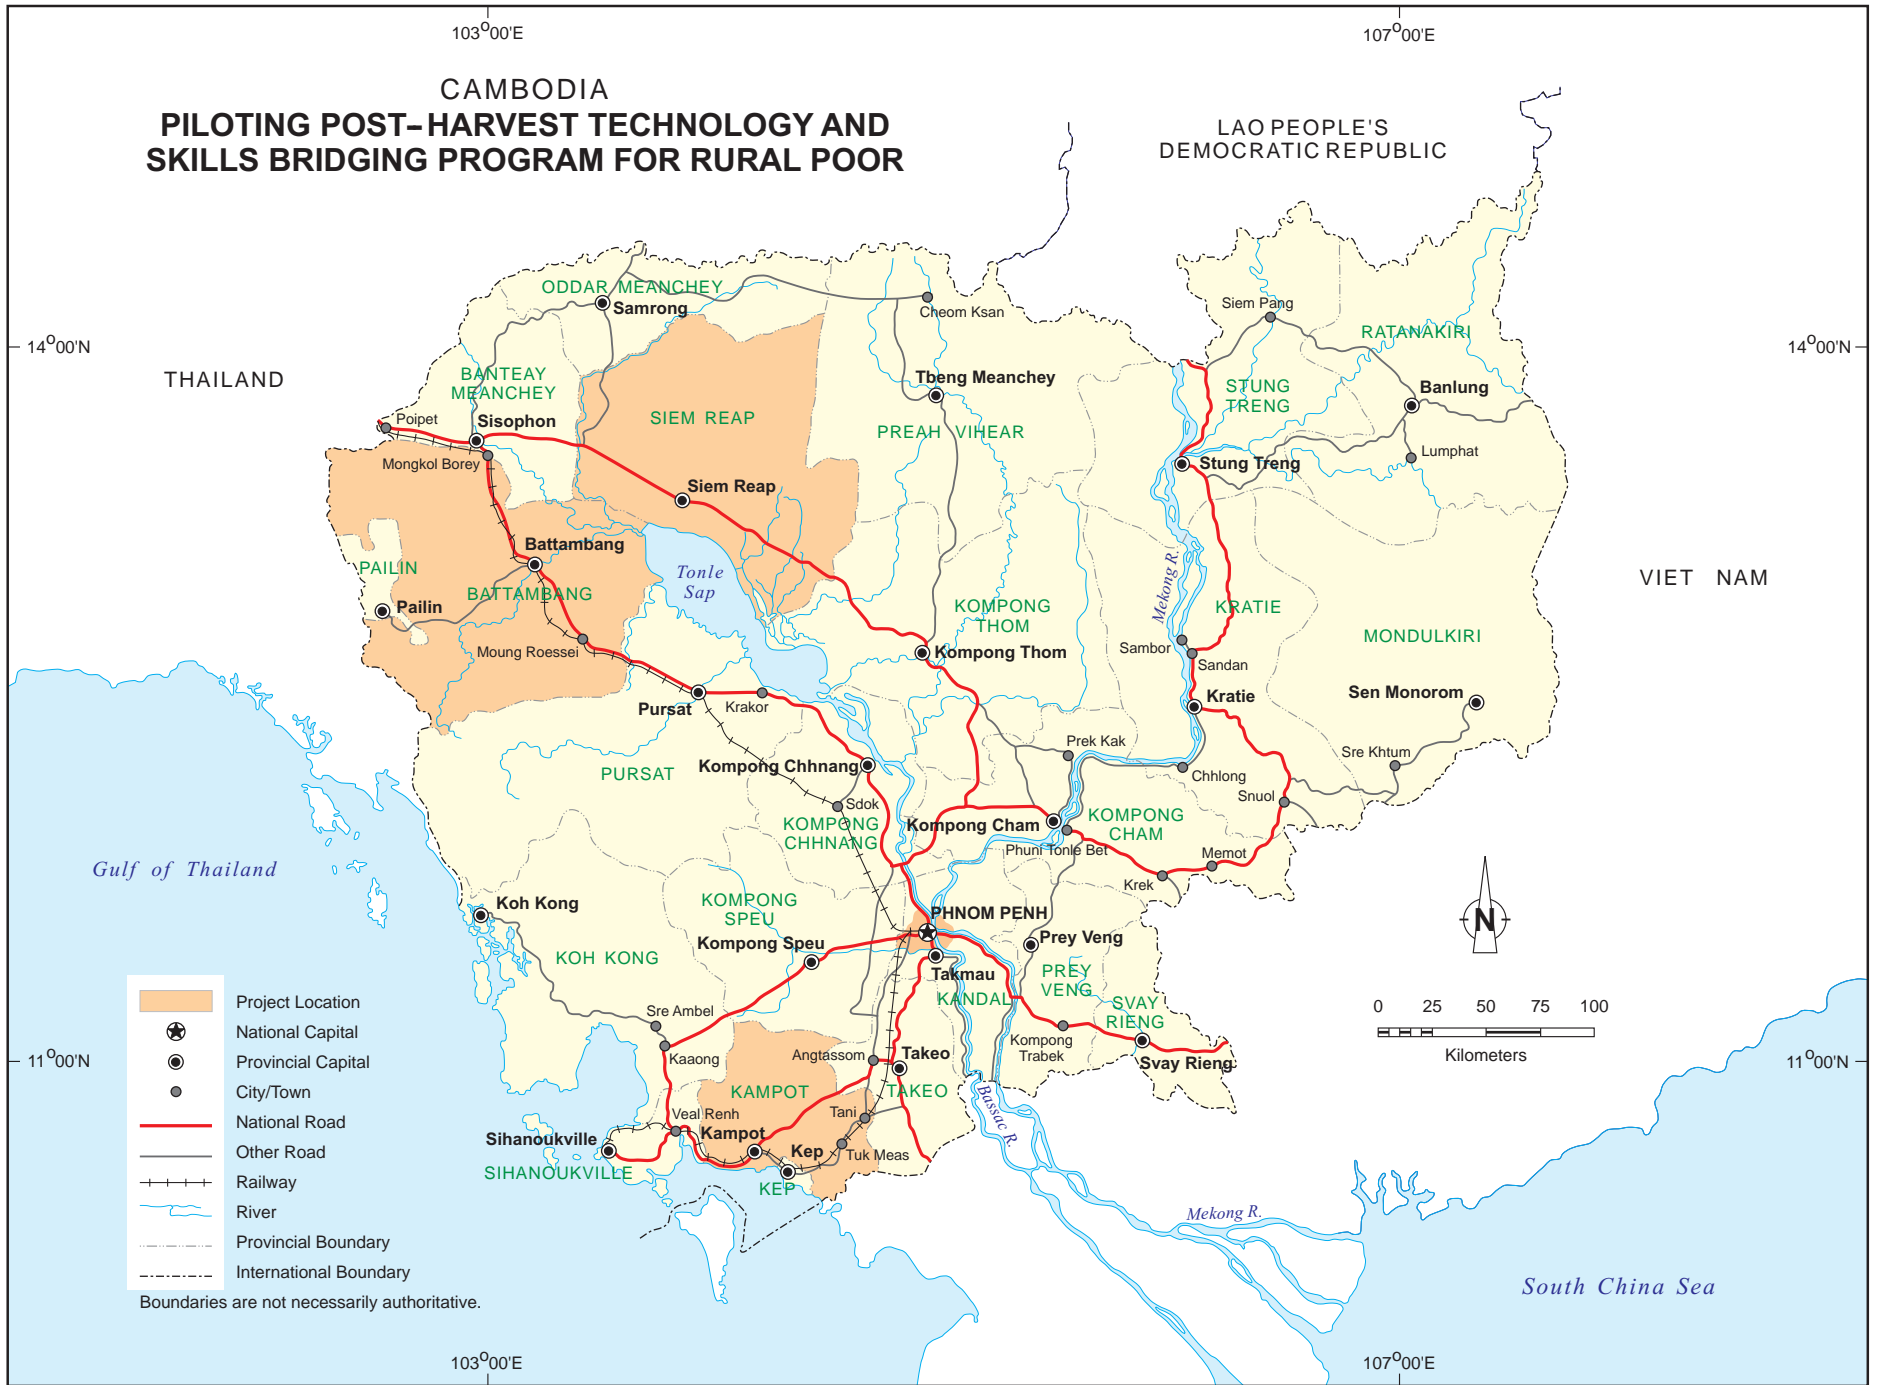 103°00'E
107°00'E
CAMBODIA
PILOTING POST-HARVEST TECHNOLOGY AND
SKILLS BRIDGING PROGRAM FOR RURAL POOR
LAO PEOPLE'S
DEMOCRATIC REPUBLIC
ODDAR MEANCHEY
Samrong
Cheom Ksan
Siem Pang
RATANAKIRI
14°00'N
14°00'N
THAILAND
BANTEAY
MEANCHEY
Tbeng Meanchey
STUNG
TRENG
Banlung
Poipet
Sisophon
SIEM REAP
PREAH VIHEAR
Mongkol Borey
Stung Treng
Lumphat
Siem Reap
Battambang
PAILIN
BATTAMBANG
Tonle
Sap
Mekong R.
VIET NAM
Pailin
KOMPONG
THOM
KRATIE
MONDULKIRI
Moung Roessei
Kompong Thom
Sambor
Sandan
Pursat
Krakor
Kratie
Sen Monorom
PURSAT
Kompong Chhnang
Prek Kak
Chhlong
Sre Khtum
Snuol
Sdok
KOMPONG
CHHNANG
Kompong Cham
KOMPONG
CHAM
Phuni Tonle Bet
Memot
Krek
Gulf of Thailand
Koh Kong
KOMPONG
SPEU
PHNOM PENH
N
Kompong Speu
Prey Veng
KOH KONG
Takmau
KANDAL
PREY
VENG
SVAY
RIENG
Sre Ambel
Kaaong
Angtassom
Takeo
Kompong
Trabek
Svay Rieng
0 25 50 75 100
Kilometers
11°00'N
11°00'N
KAMPOT
TAKEO
Bassac R.
Veal Renh
Tani
Sihanoukville
Kampot
Kep
Tuk Meas
SIHANOUKVILLE
KEP
Mekong R.
South China Sea
Project Location
National Capital
Provincial Capital
City/Town
National Road
Other Road
Railway
River
Provincial Boundary
International Boundary
Boundaries are not necessarily authoritative.
103°00'E
107°00'E